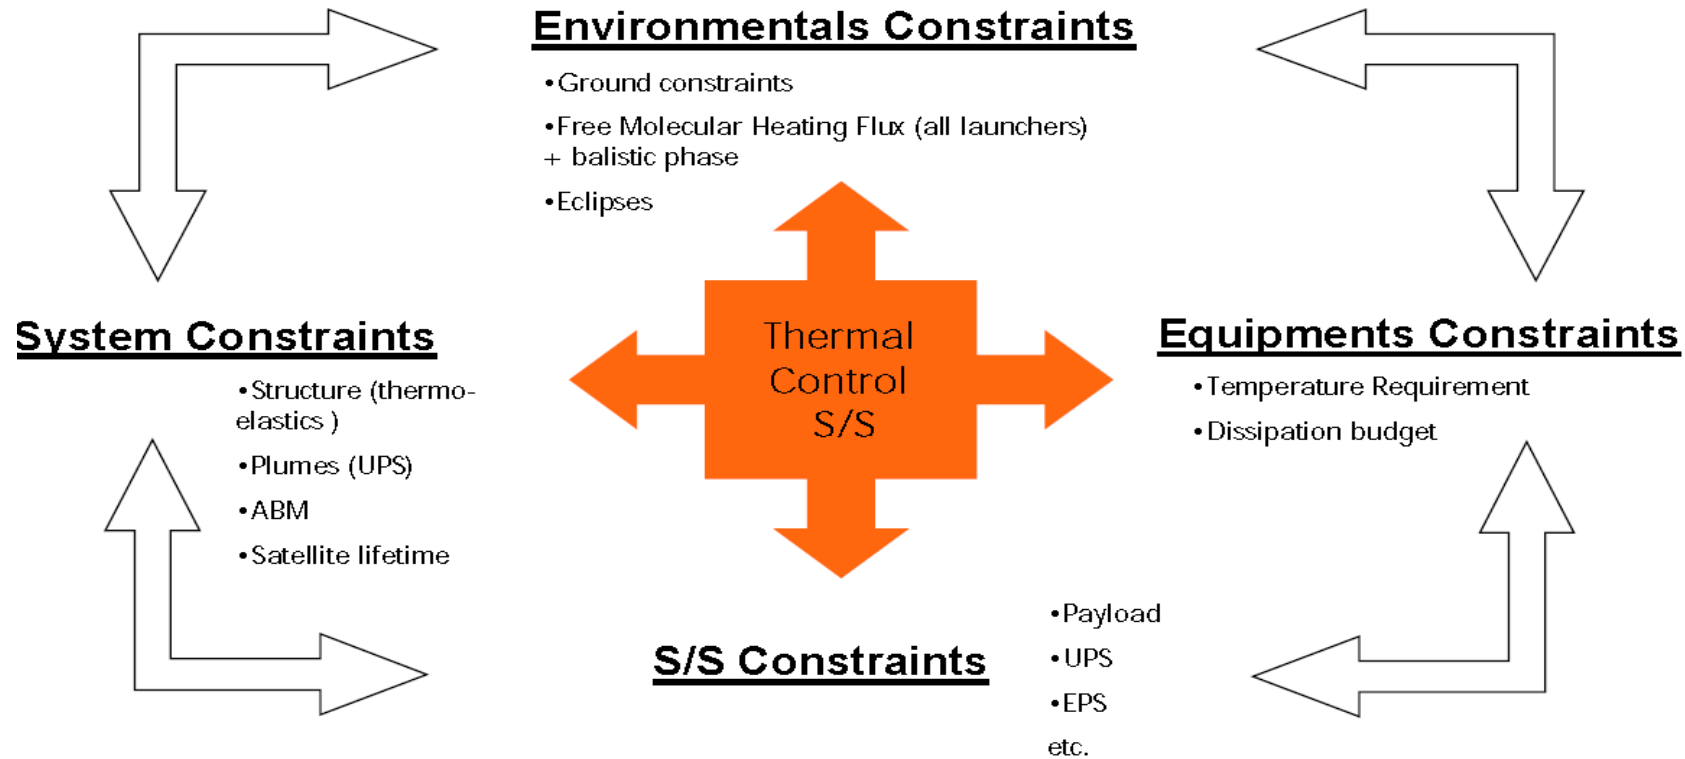 Environmentals Constraints
•Ground constraints
•Free Molecular Heating Flux (all launchers)
+ balistic phase
•Eclipses
System Constraints
•Structure (thermo-
elastics )
•Plumes (UPS)
•ABM
•Satellite lifetime
Thermal
Control
S/S
Equipments Constraints
•Temperature Requirement
•Dissipation budget
S/S Constraints
•Payload
•UPS
•EPS
etc.